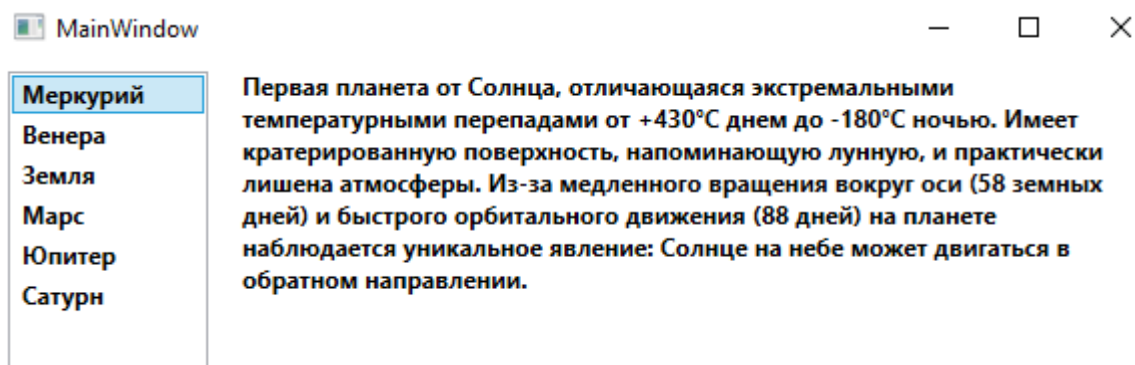 MainWindow
Меркурий
Венера
Земля
Марс
Юпитер
Сатурн
Первая планета от Солнца, отличающаяся экстремальными
температурными перепадами от +430°C днем до -180°C ночью. Имеет
кратерированную поверхность, напоминающую лунную, и практически
лишена атмосферы. Из-за медленного вращения вокруг оси (58 земных
дней) и быстрого орбитального движения (88 дней) на планете
наблюдается уникальное явление: Солнце на небе может двигаться в
обратном направлении.